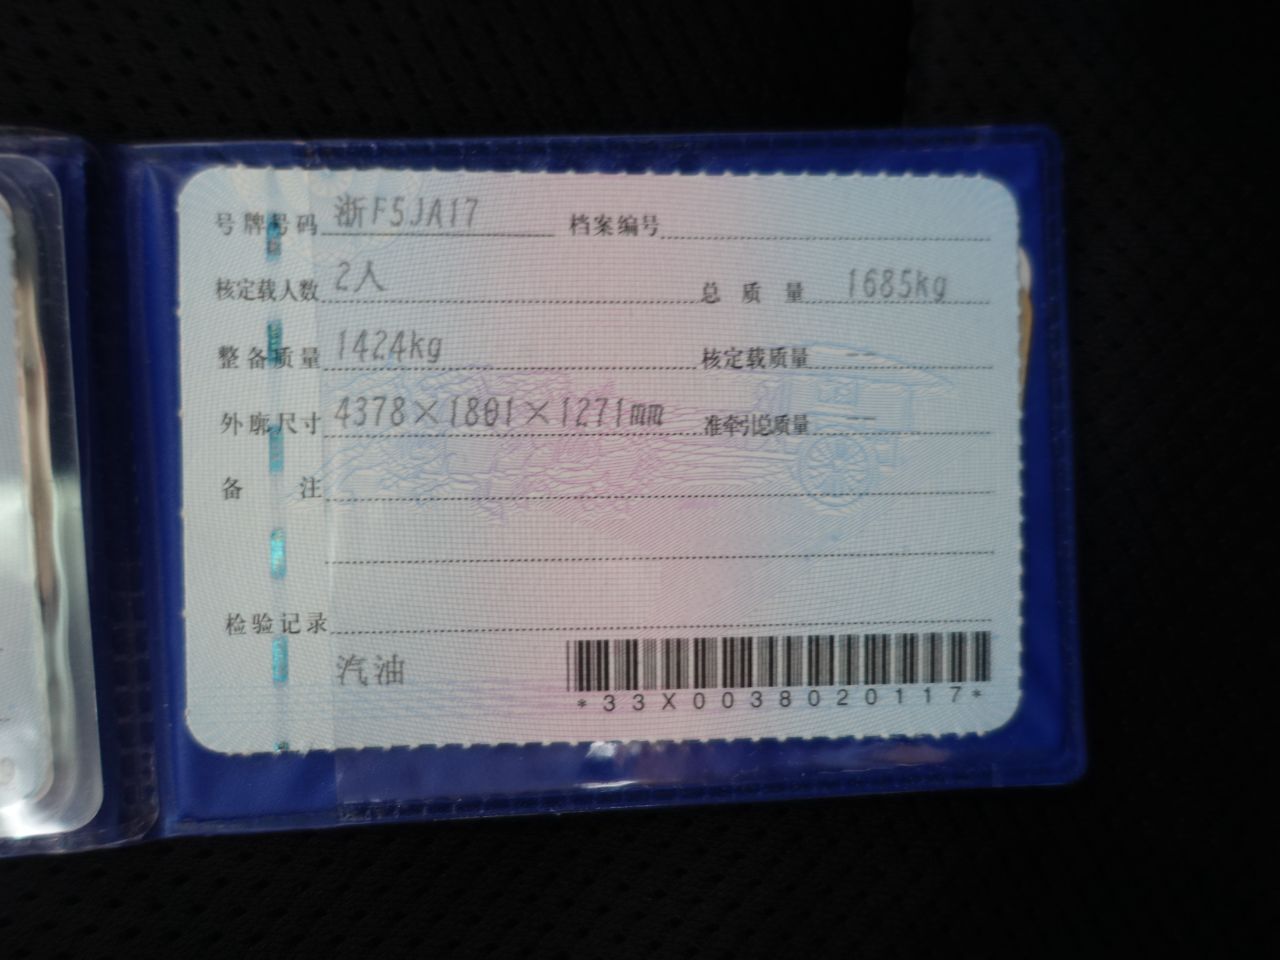 号牌号码 浙F5JA17 档案编号
核定载人数 2人 总质量 1685kg
整备质量 1424kg 核定载质量 --
外廓尺寸 4378×1801×1271mm 准牵引总质量 --
备注
检验记录
汽油
*33X0038020117*